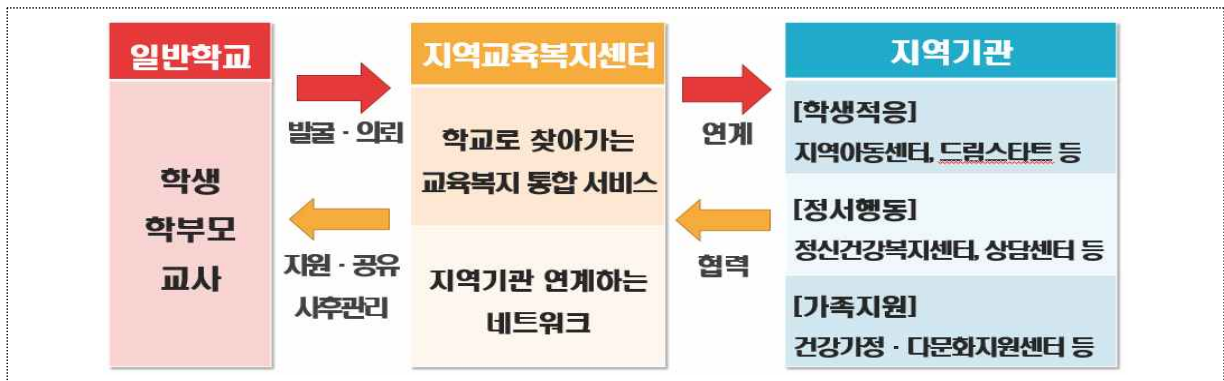 일반학교
학생
학부모
교사
발굴 · 의뢰
지원 · 공유
사후관리
지역교육복지센터
학교로 찾아가는
교육복지 통합 서비스
지역기관 연계하는
네트워크
연계
협력
지역기관
[학생적응]
지역아동센터, 드림스타트 등
[정서행동]
정신건강복지센터, 상담센터 등
[가족지원]
건강가정 · 다문화지원센터 등